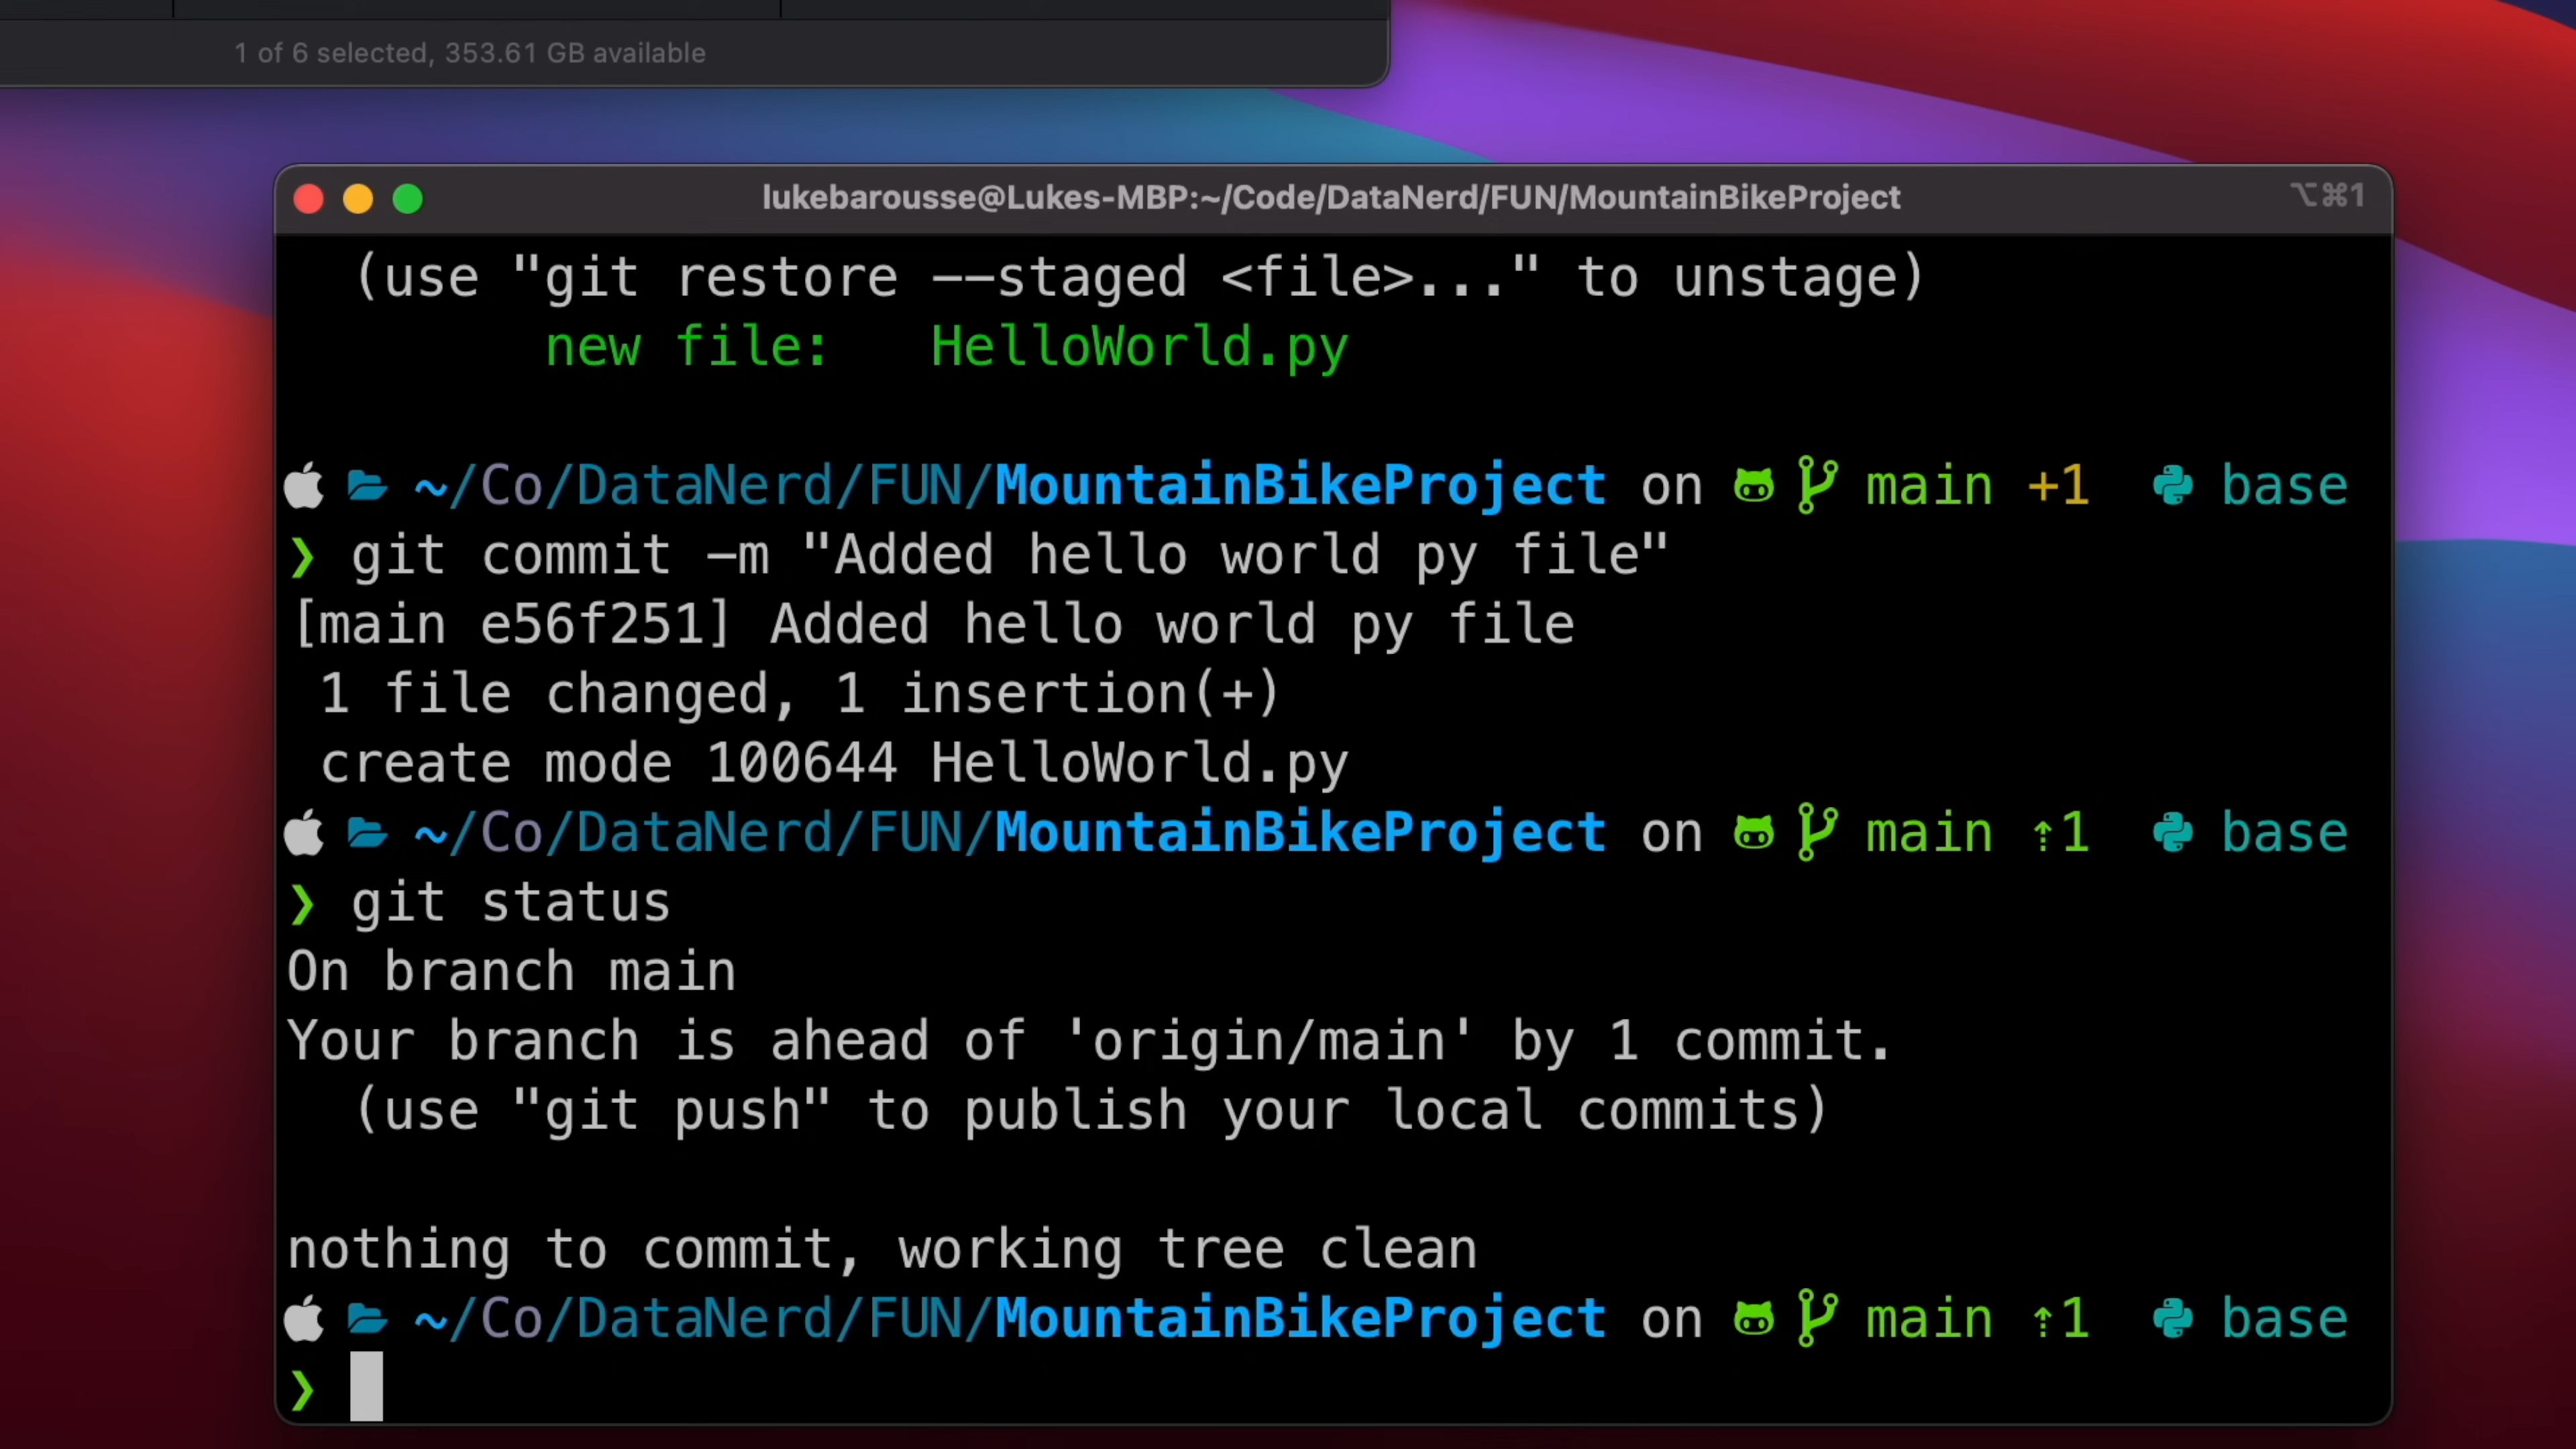 1 of 6 selected, 353.61 GB available
lukebarousse@Lukes-MBP:~/Code/DataNerd/FUN/MountainBikeProject
⌥⌘1
(use "git restore --staged <file>..." to unstage)
new file:   HelloWorld.py
~/Co/DataNerd/FUN/MountainBikeProject on main +1 base
❯ git commit -m "Added hello world py file"
[main e56f251] Added hello world py file
1 file changed, 1 insertion(+)
create mode 100644 HelloWorld.py
~/Co/DataNerd/FUN/MountainBikeProject on main ⇡1 base
❯ git status
On branch main
Your branch is ahead of 'origin/main' by 1 commit.
(use "git push" to publish your local commits)
nothing to commit, working tree clean
~/Co/DataNerd/FUN/MountainBikeProject on main ⇡1 base
❯